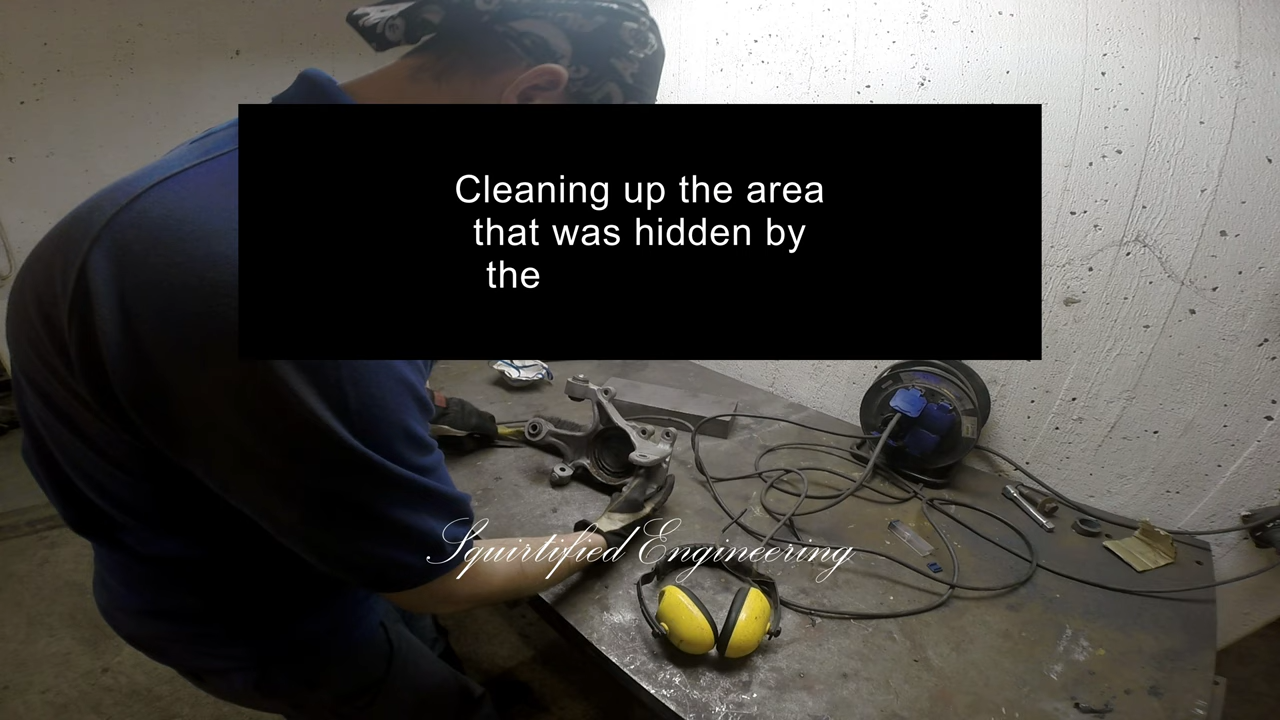 Cleaning up the area
that was hidden by
the
Squirtified Engineering